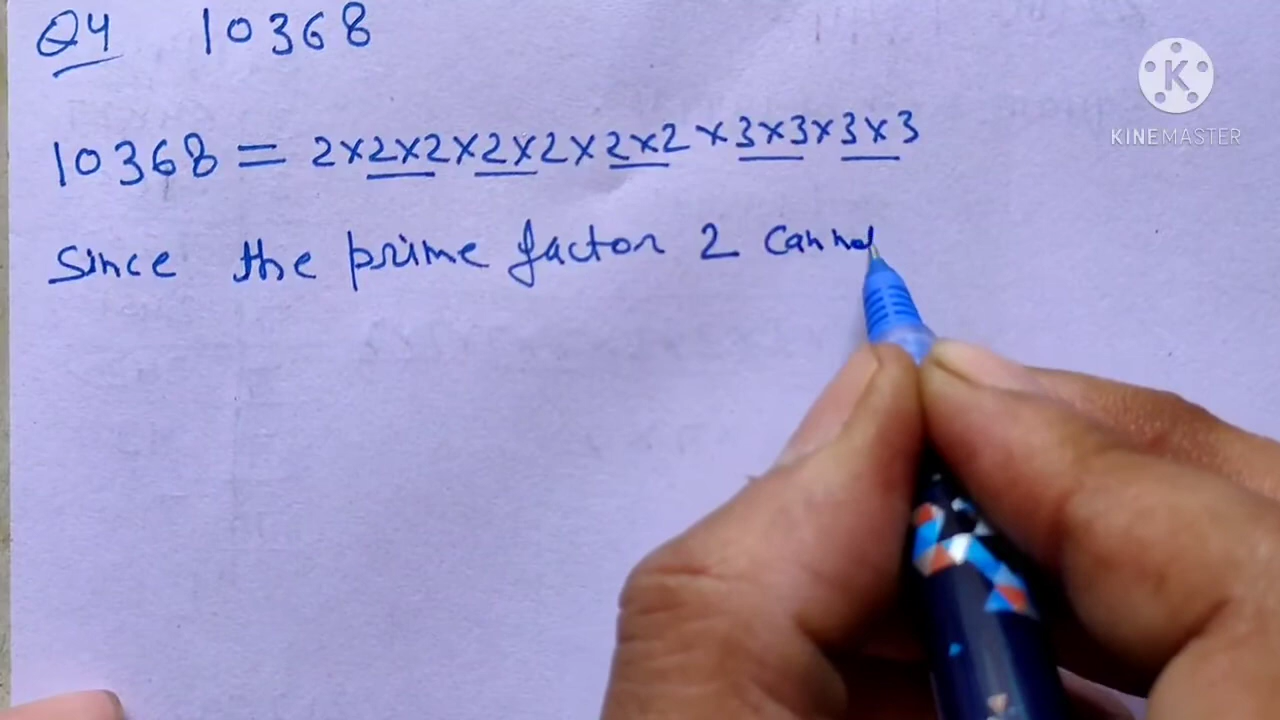 Q4 10368
K
KINEMASTER
10368 = 2×2×2×2×2×2×2×3×3×3×3
Since the prime factor 2 cannot